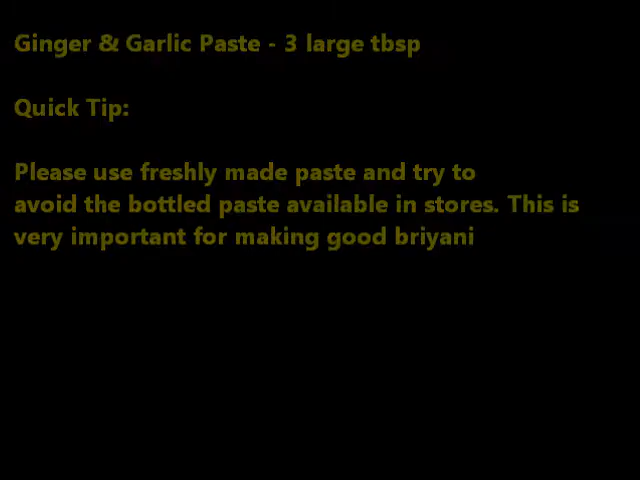 Ginger & Garlic Paste - 3 large tbsp
Quick Tip:
Please use freshly made paste and try to
avoid the bottled paste available in stores. This is
very important for making good briyani